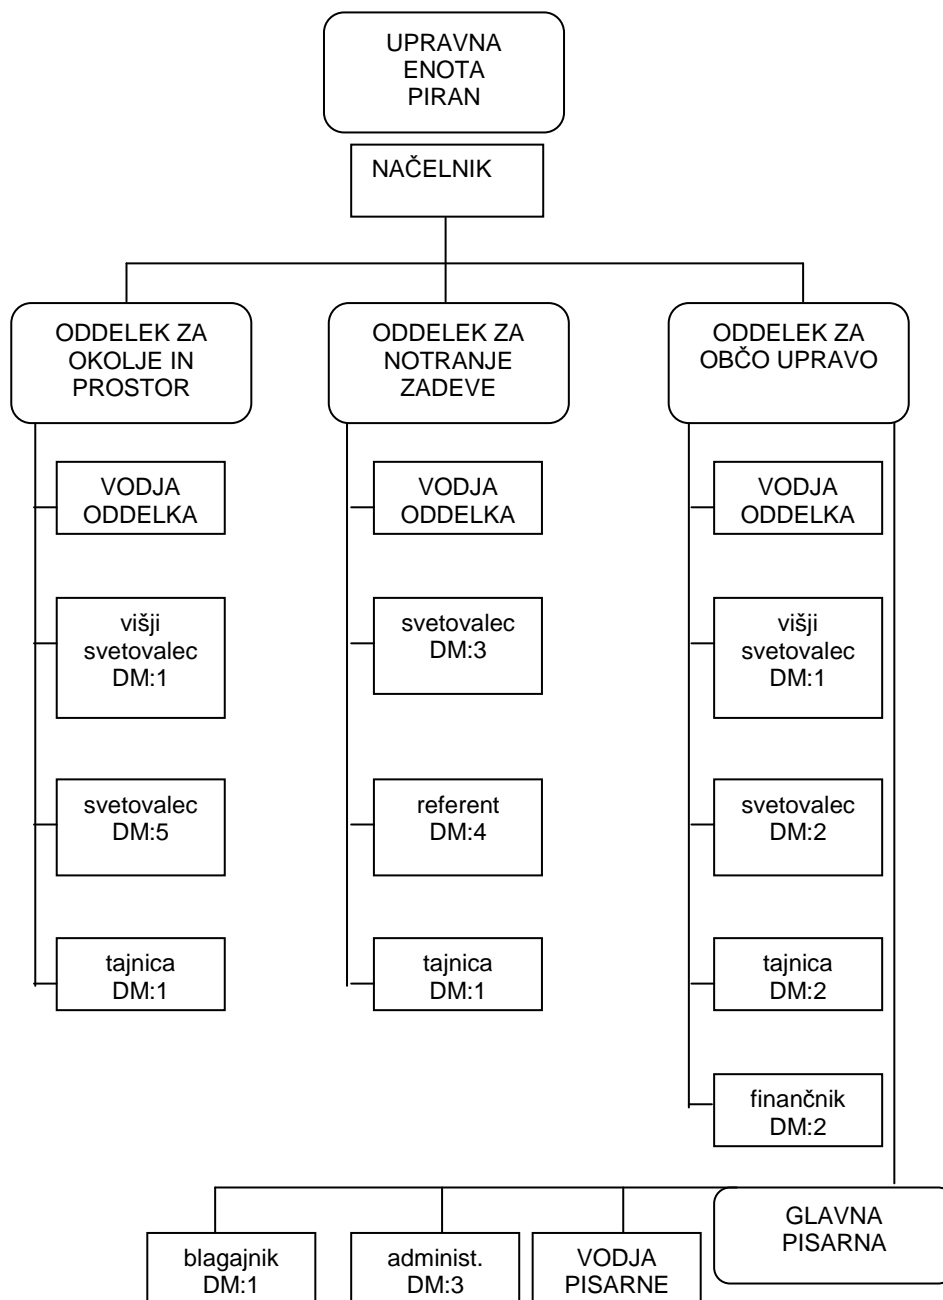 UPRAVNA
ENOTA
PIRAN
NAČELNIK
ODDELEK ZA
OKOLJE IN
PROSTOR
ODDELEK ZA
NOTRANJE
ZADEVE
ODDELEK ZA
OBČO UPRAVO
VODJA
ODDELKA
VODJA
ODDELKA
VODJA
ODDELKA
višji
svetovalec
DM:1
svetovalec
DM:3
višji
svetovalec
DM:1
svetovalec
DM:5
referent
DM:4
svetovalec
DM:2
tajnica
DM:1
tajnica
DM:1
tajnica
DM:2
finančnik
DM:2
GLAVNA
PISARNA
blagajnik
DM:1
administ.
DM:3
VODJA
PISARNE